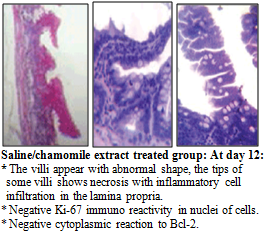 Saline/chamomile extract treated group: At day 12:
* The villi appear with abnormal shape, the tips of
some villi shows necrosis with inflammatory cell
infiltration in the lamina propria.
* Negative Ki-67 immuno reactivity in nuclei of cells.
* Negative cytoplasmic reaction to Bcl-2.